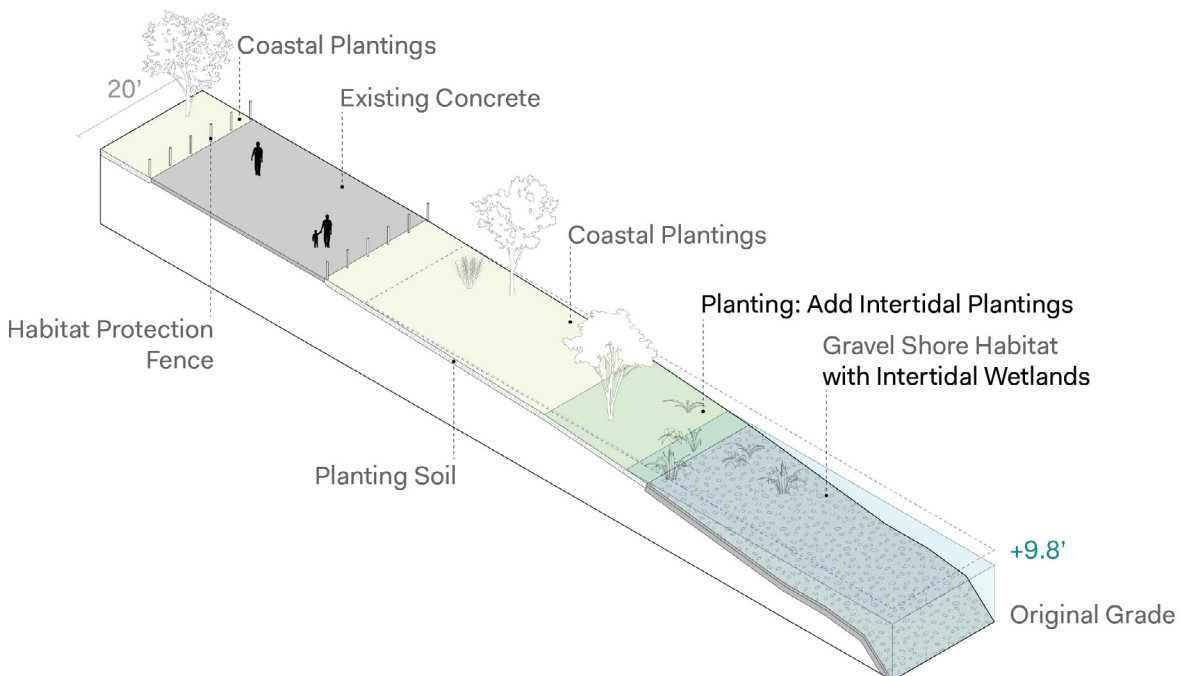 Coastal Plantings
20’
Existing Concrete
Coastal Plantings
Planting: Add Intertidal Plantings
Habitat Protection
Fence
Gravel Shore Habitat
with Intertidal Wetlands
Planting Soil
+9.8’
Original Grade